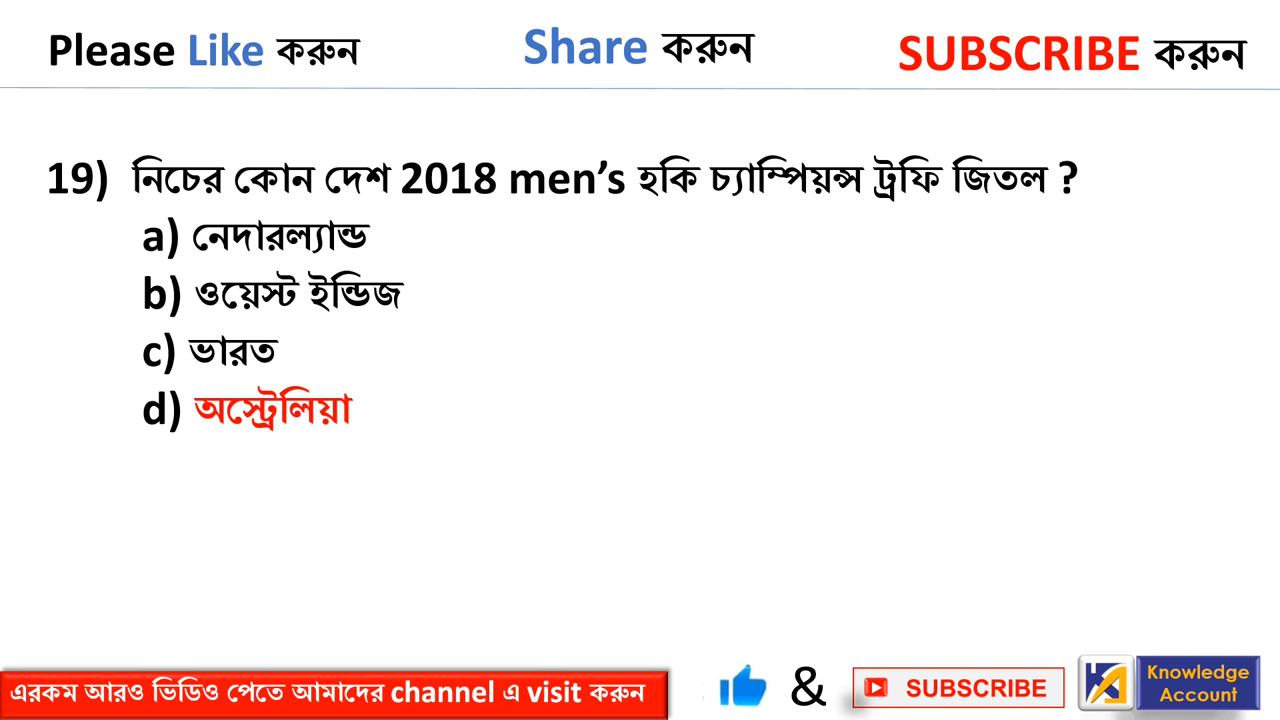 Please Like করুন
Share করুন
SUBSCRIBE করুন
19) নিচের কোন দেশ 2018 men’s হকি চ্যাম্পিয়ন্স ট্রফি জিতল ?
a) নেদারল্যান্ড
b) ওয়েস্ট ইন্ডিজ
c) ভারত
d) অস্ট্রেলিয়া
এরকম আরও ভিডিও পেতে আমাদের channel এ visit করুন
&
SUBSCRIBE
Knowledge
Account